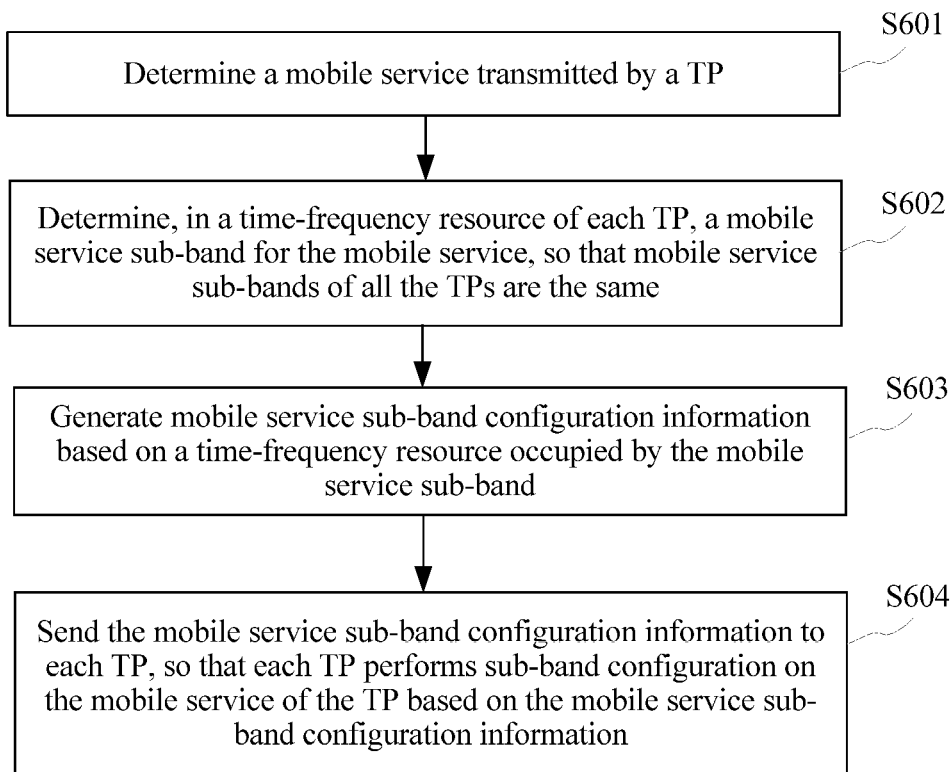 S601
Determine a mobile service transmitted by a TP
S602
Determine, in a time-frequency resource of each TP, a mobile
service sub-band for the mobile service, so that mobile service
sub-bands of all the TPs are the same
S603
Generate mobile service sub-band configuration information
based on a time-frequency resource occupied by the mobile
service sub-band
S604
Send the mobile service sub-band configuration information to
each TP, so that each TP performs sub-band configuration on
the mobile service of the TP based on the mobile service sub-
band configuration information